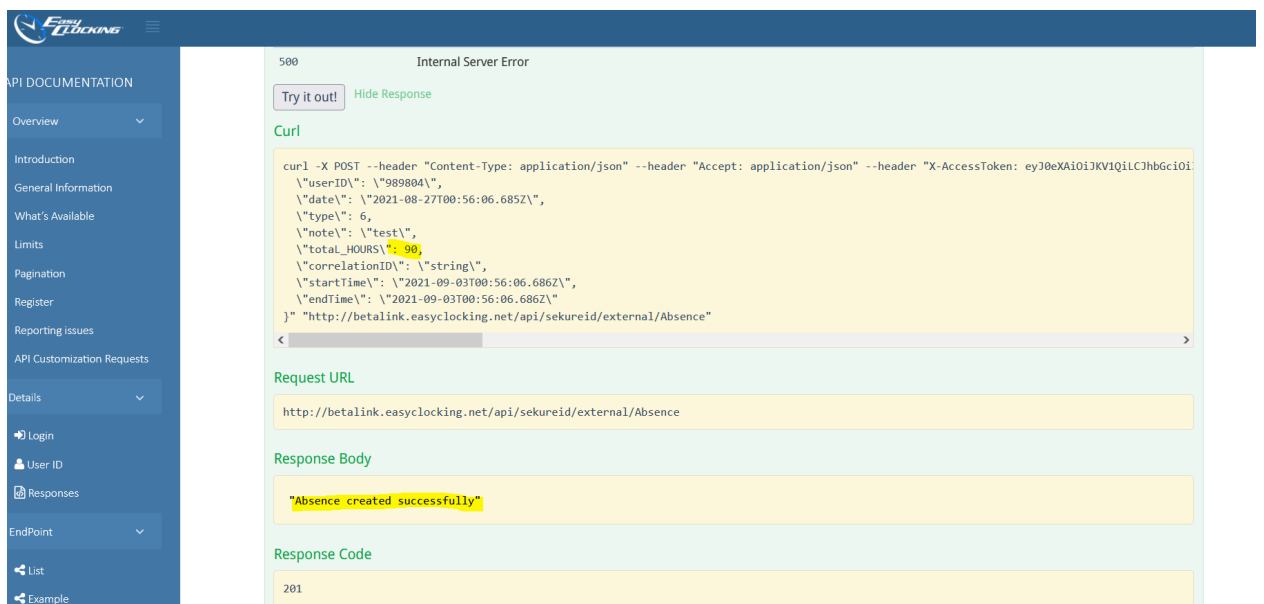 Easy Clocking
API DOCUMENTATION
Overview
Introduction
General Information
What's Available
Limits
Pagination
Register
Reporting issues
API Customization Requests
Details
Login
User ID
Responses
EndPoint
List
Example
500 Internal Server Error
Try it out! Hide Response
Curl
curl -X POST --header "Content-Type: application/json" --header "Accept: application/json" --header "X-AccessToken: eyJ0eXAiOiJKV1QiLCJhbGciOi
\"userID\": \"989804\",
\"date\": \"2021-08-27T00:56:06.685Z\",
\"type\": 6,
\"note\": \"test\",
\"totaL_HOURS\": 90,
\"correlationID\": \"string\",
\"startTime\": \"2021-09-03T00:56:06.686Z\",
\"endTime\": \"2021-09-03T00:56:06.686Z\"
}" "http://betalink.easyclocking.net/api/sekureid/external/Absence"
Request URL
http://betalink.easyclocking.net/api/sekureid/external/Absence
Response Body
"Absence created successfully"
Response Code
201